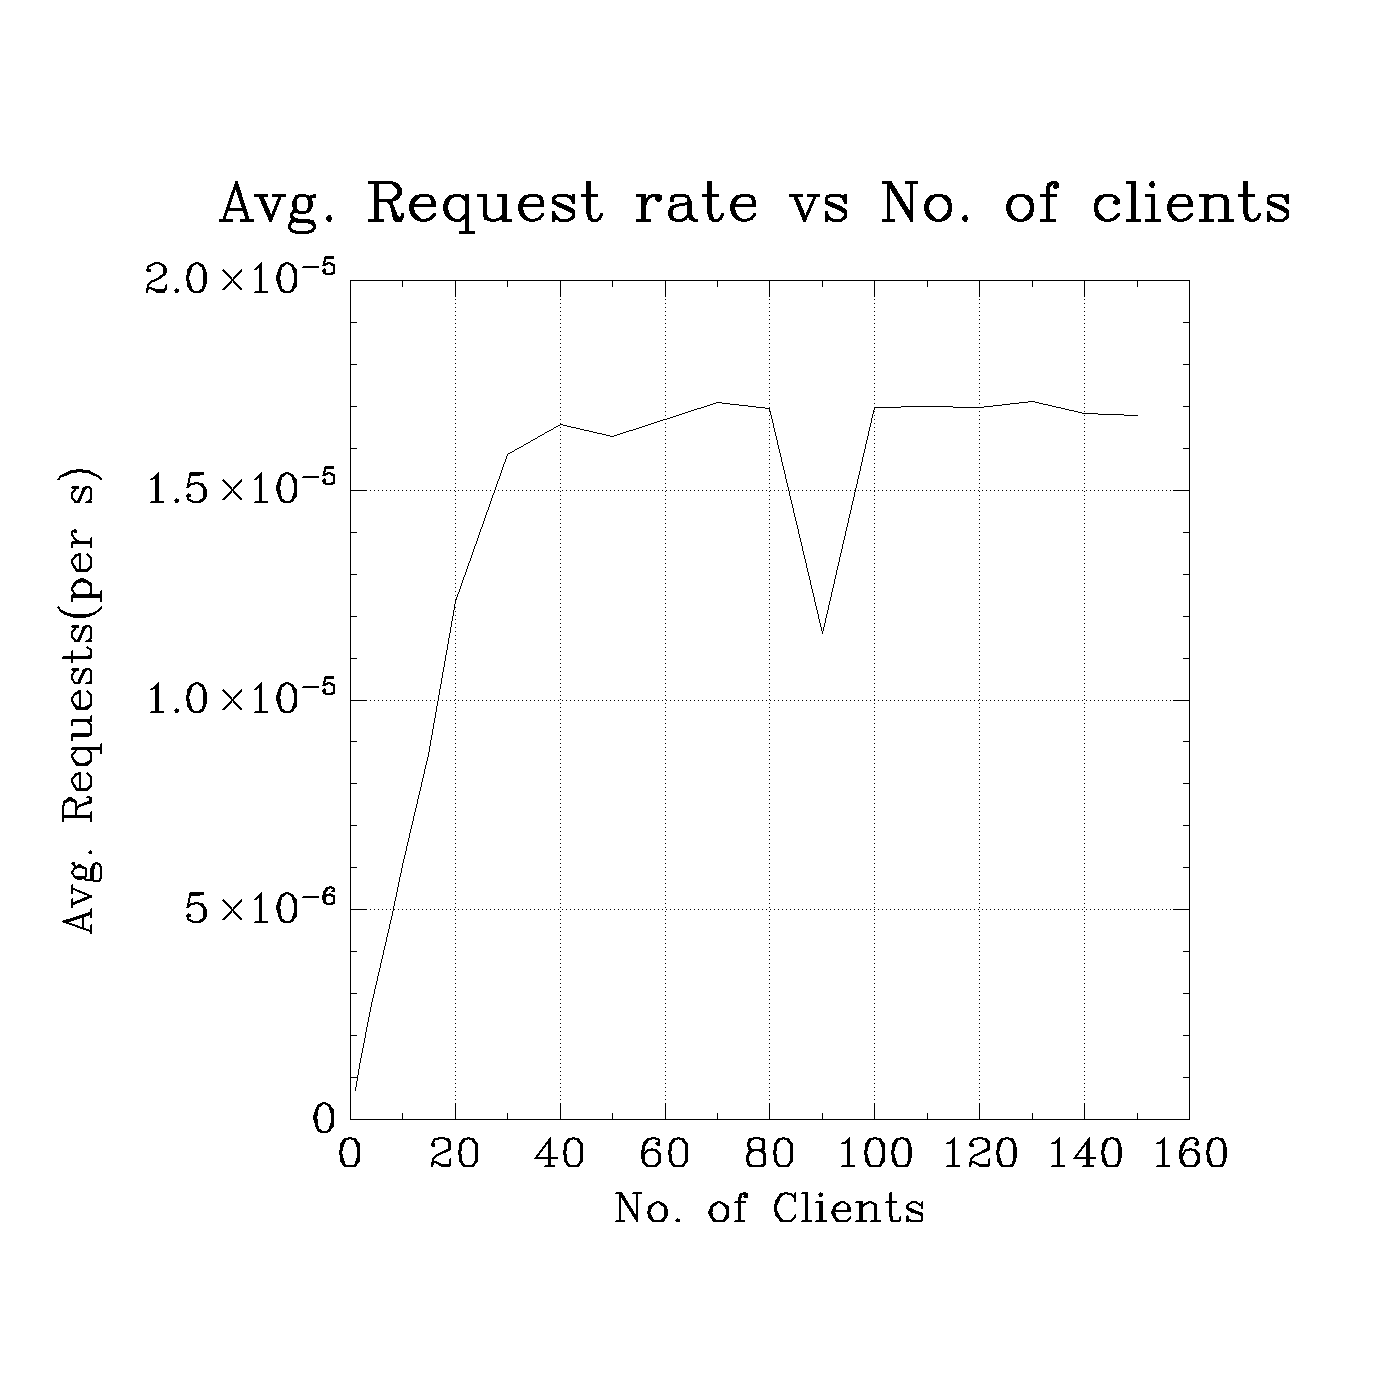 Avg. Request rate vs No. of clients
2.0×10⁻⁵
1.5×10⁻⁵
1.0×10⁻⁵
5×10⁻⁶
0
Avg. Requests(per s)
0 20 40 60 80 100 120 140 160
No. of Clients